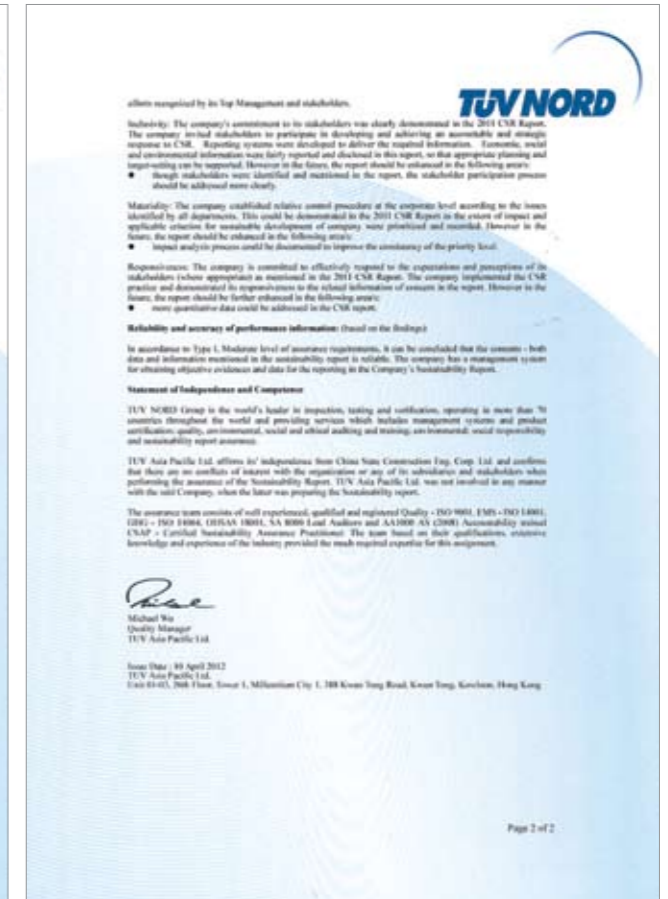 TÜV NORD
efforts recognized by its Top Management and stakeholders.
Inclusivity: The company's commitment to its stakeholders was clearly demonstrated in the 2011 CSR Report.
The company invited stakeholders to participate in developing and achieving an accountable and strategic
response to CSR. Reporting systems were developed to deliver the required information. Economic, social
and environmental information were fairly reported and disclosed in this report, so that appropriate planning and
target-setting can be supported. However in the future, the report should be enhanced in the following area/s:
● though stakeholders were identified and mentioned in the report, the stakeholder participation process
should be addressed more clearly.
Materiality: The company established relative control procedure at the corporate level according to the issues
identified by all departments. This could be demonstrated in the 2011 CSR Report as the extent of impact and
applicable criterion for sustainable development of company were prioritized and recorded. However in the
future, the report should be enhanced in the following area/s:
● impact analysis process could be documented to improve the consistency of the priority level.
Responsiveness: The company is committed to effectively respond to the expectations and perceptions of its
stakeholders (where appropriate) as mentioned in the 2011 CSR Report. The company implemented the CSR
practice and demonstrated its responsiveness to the related information of concern in the report. However in the
future, the report should be further enhanced in the following area/s:
● more quantitative data could be addressed in the CSR report.
Reliability and accuracy of performance information: (based on the findings)
In accordance to Type 1, Moderate level of assurance requirements, it can be concluded that the contents - both
data and information mentioned in the sustainability report is reliable. The company has a management system
for obtaining objective evidences and data for the reporting in the Company's Sustainability Report.
Statement of Independence and Competence
TUV NORD Group is the world's leader in inspection, testing and verification, operating in more than 70
countries throughout the world and providing services which includes management systems and product
certification; quality, environmental, social and ethical auditing and training; environmental; social responsibility
and sustainability report assurance.
TUV Asia Pacific Ltd. affirms its' independence from China State Construction Eng. Corp. Ltd. and confirms
that there are no conflicts of interest with the organization or any of its subsidiaries and stakeholders when
performing the assurance of the Sustainability Report. TUV Asia Pacific Ltd. was not involved in any manner
with the said Company, when the latter was preparing the Sustainability report.
The assurance team consists of well experienced, qualified and registered Quality - ISO 9001, EMS - ISO 14001,
GHG - ISO 14064, OHSAS 18001, SA 8000 Lead Auditors and AA1000 AS (2008) Accountability trained
CSAP - Certified Sustainability Assurance Practitioner. The team based on their qualifications, extensive
knowledge and experience of the industry provided the much required expertise for this assignment.
Michael Wu
Quality Manager
TUV Asia Pacific Ltd.
Issue Date : 10 April 2012
TUV Asia Pacific Ltd.
Unit 01-03, 20th Floor, Tower 1, Millennium City 1, 388 Kwun Tong Road, Kwun Tong, Kowloon, Hong Kong
Page 2 of 2